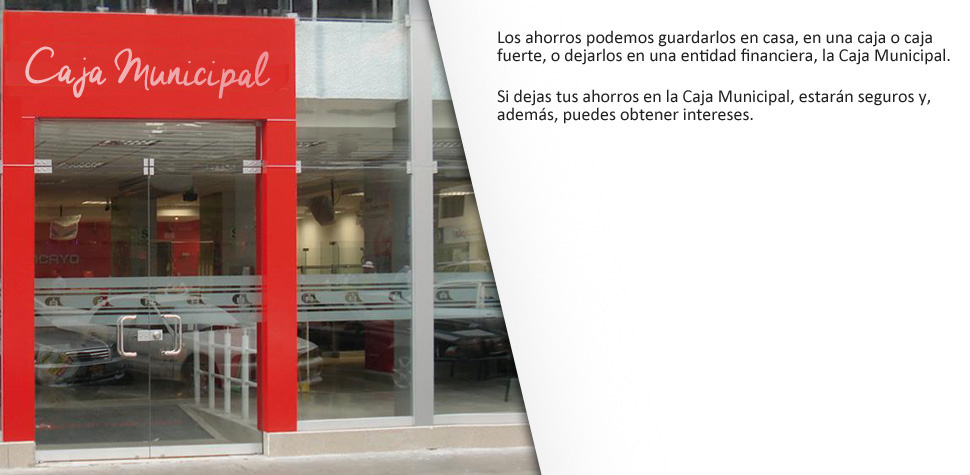 Caja Municipal
Los ahorros podemos guardarlos en casa, en una caja o caja
fuerte, o dejarlos en una entidad financiera, la Caja Municipal.
Si dejas tus ahorros en la Caja Municipal, estarán seguros y,
además, puedes obtener intereses.